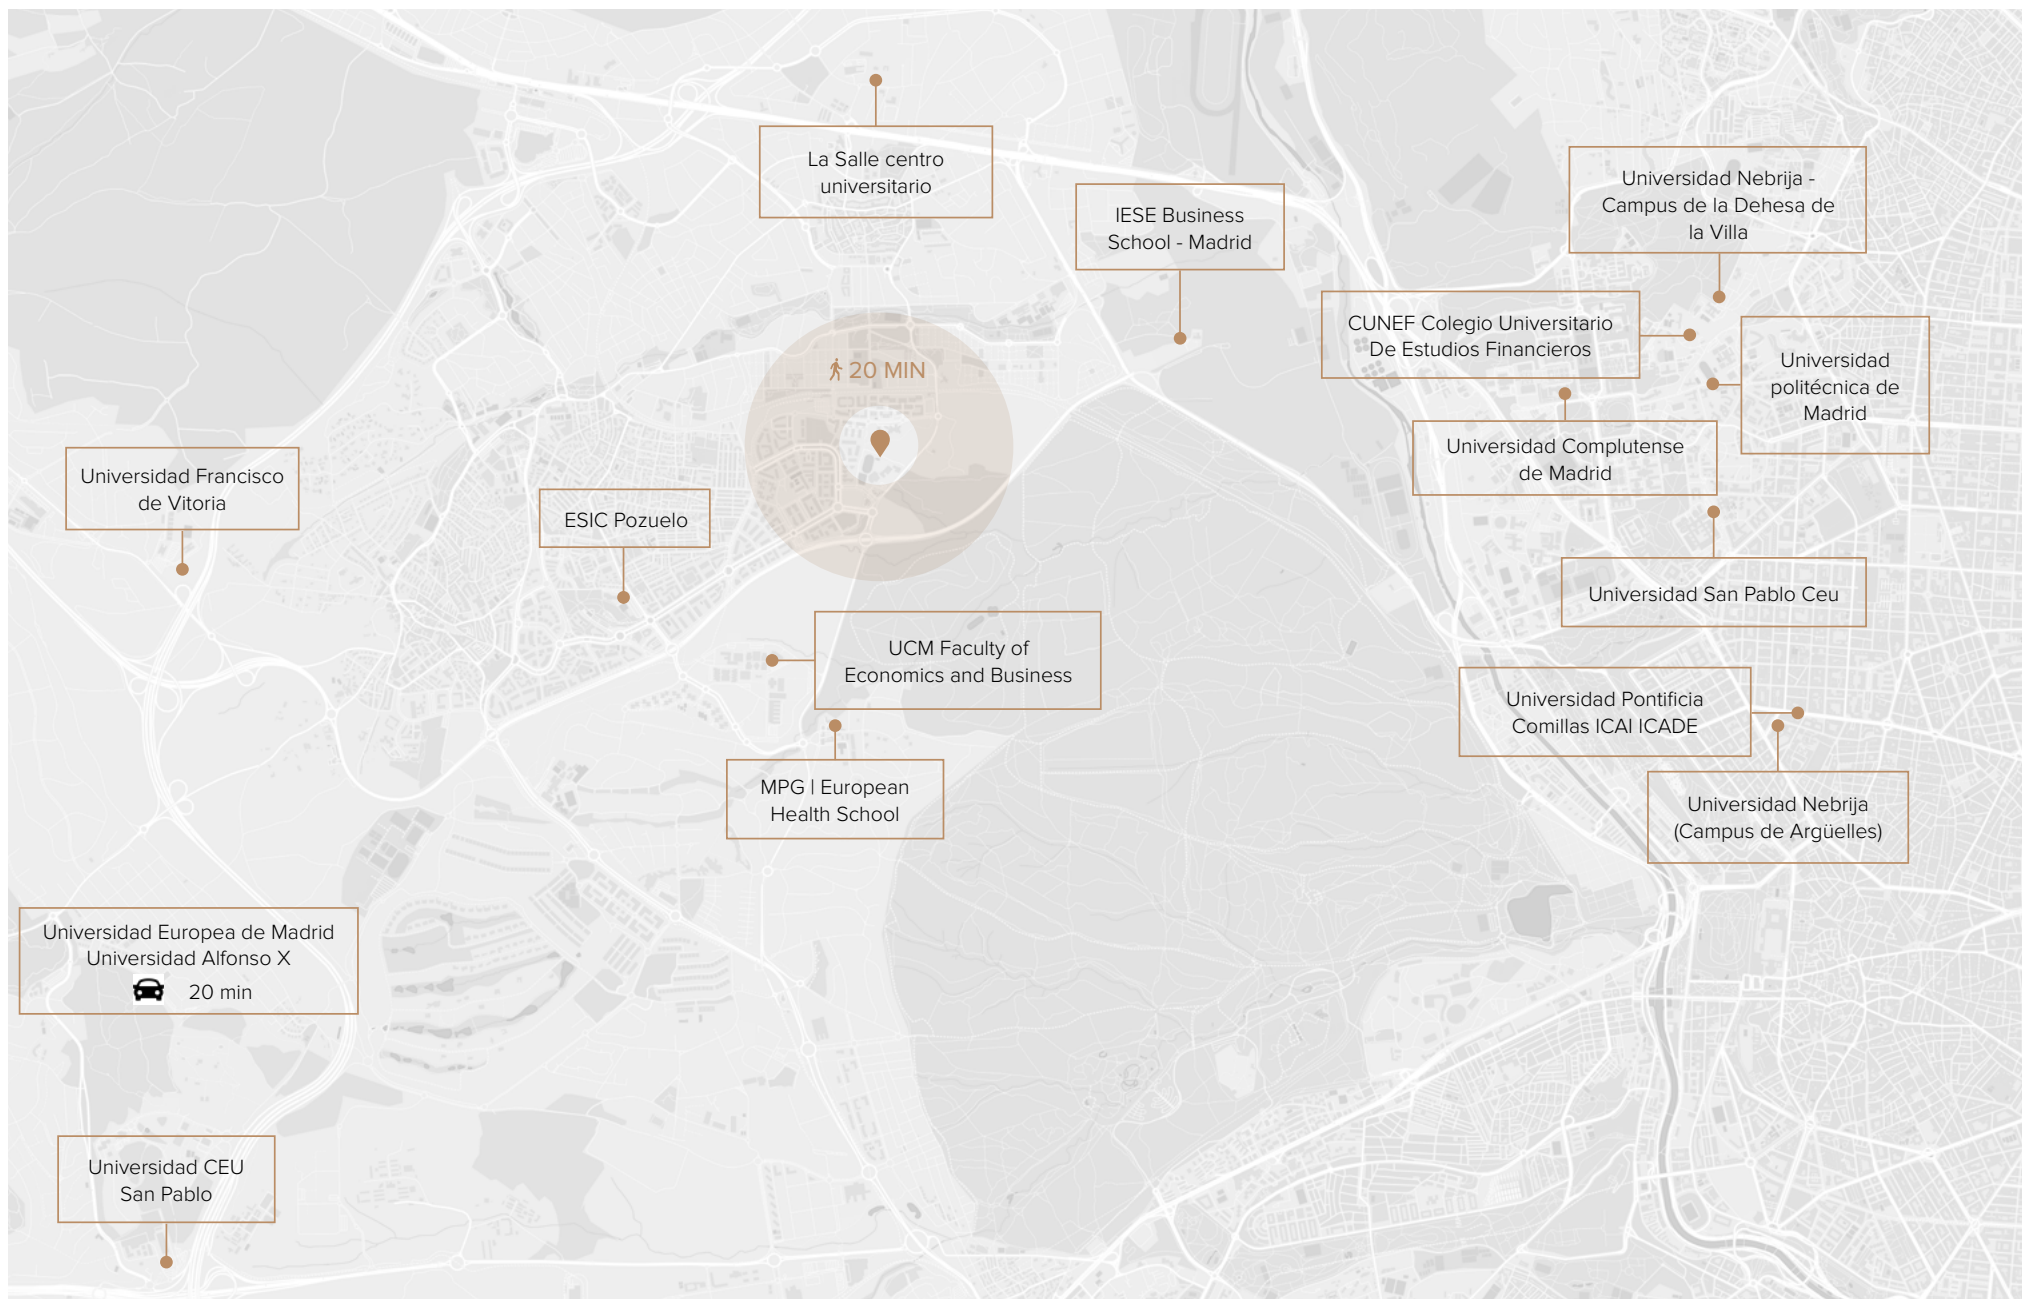 La Salle centro
universitario
IESE Business
School - Madrid
Universidad Nebrija -
Campus de la Dehesa de
la Villa
CUNEF Colegio Universitario
De Estudios Financieros
Universidad
politécnica de
Madrid
20 MIN
Universidad Complutense
de Madrid
Universidad Francisco
de Vitoria
ESIC Pozuelo
Universidad San Pablo Ceu
UCM Faculty of
Economics and Business
Universidad Pontificia
Comillas ICAI ICADE
MPG | European
Health School
Universidad Nebrija
(Campus de Argüelles)
Universidad Europea de Madrid
Universidad Alfonso X
20 min
Universidad CEU
San Pablo